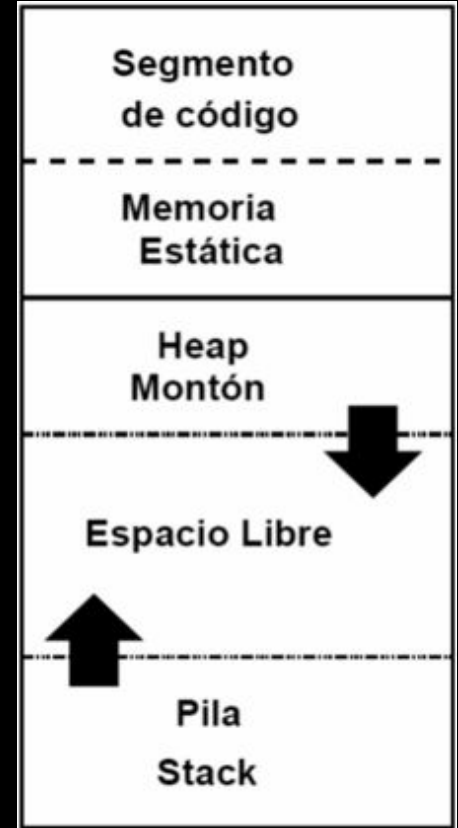 Segmento
de código
Memoria
Estática
Heap
Montón
Espacio Libre
Pila
Stack